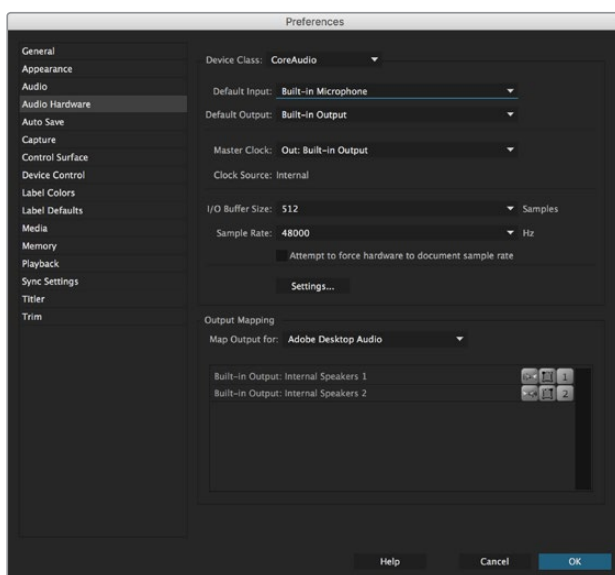 Preferences
General
Appearance
Audio
Audio Hardware
Auto Save
Capture
Control Surface
Device Control
Label Colors
Label Defaults
Media
Memory
Playback
Sync Settings
Titler
Trim
Device Class: CoreAudio
Default Input: Built-in Microphone
Default Output: Built-in Output
Master Clock: Out: Built-in Output
Clock Source: Internal
I/O Buffer Size: 512 Samples
Sample Rate: 48000 Hz
Attempt to force hardware to document sample rate
Settings...
Output Mapping
Map Output for: Adobe Desktop Audio
Built-in Output: Internal Speakers 1 1
Built-in Output: Internal Speakers 2 2
Help Cancel OK